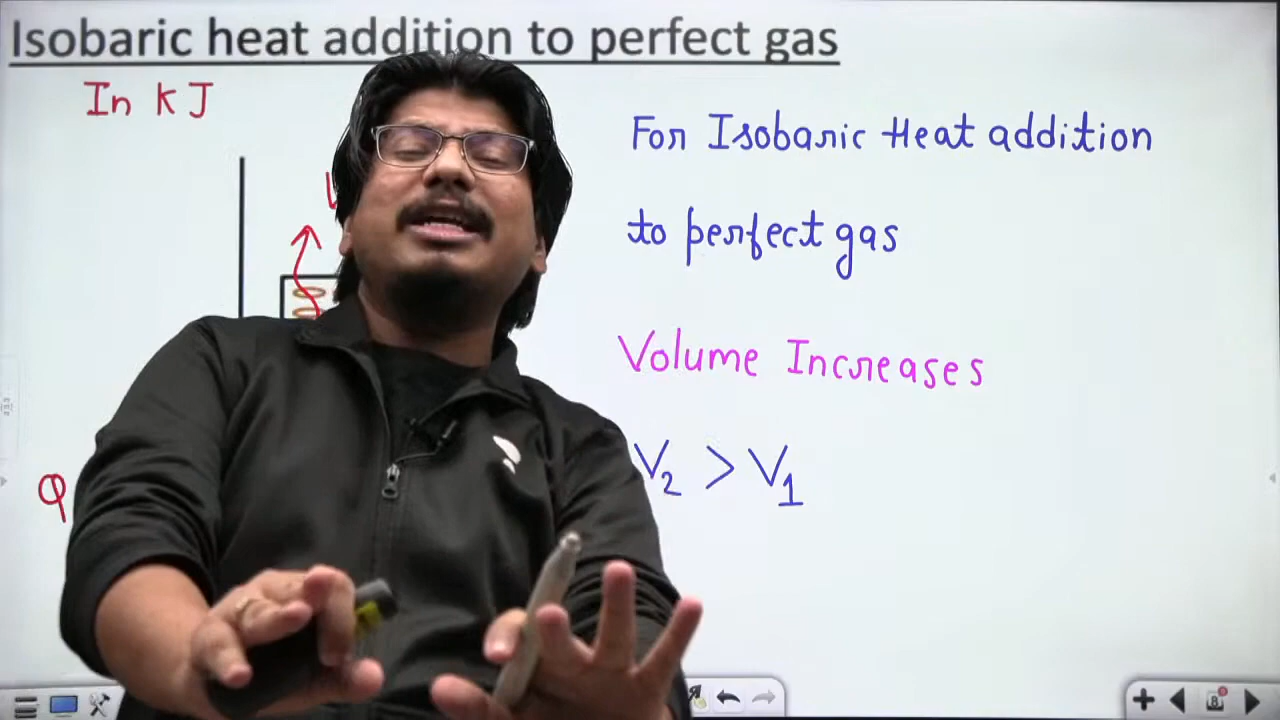 Isobaric heat addition to perfect gas
In KJ
For Isobaric Heat addition
to perfect gas
Volume Increases
Q
V2 > V1